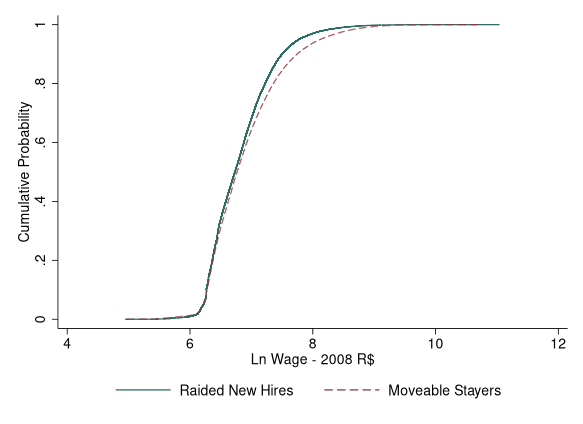 Cumulative Probability
1
.8
.6
.4
.2
0
4 6 8 10 12
Ln Wage - 2008 R$
Raided New Hires Moveable Stayers